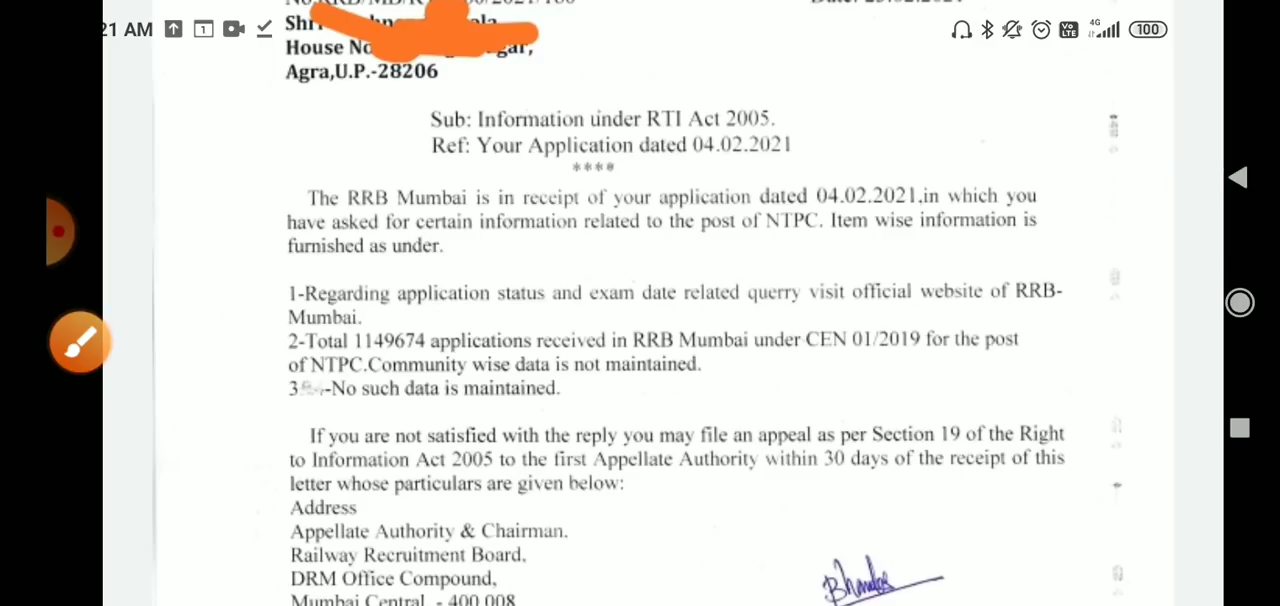 21 AM
1
Vo LTE
4G
100
Shri
House No gar,
Agra,U.P.-28206
Sub: Information under RTI Act 2005.
Ref: Your Application dated 04.02.2021
****
The RRB Mumbai is in receipt of your application dated 04.02.2021.in which you
have asked for certain information related to the post of NTPC. Item wise information is
furnished as under.
1-Regarding application status and exam date related querry visit official website of RRB-
Mumbai.
2-Total 1149674 applications received in RRB Mumbai under CEN 01/2019 for the post
of NTPC.Community wise data is not maintained.
3 -No such data is maintained.
If you are not satisfied with the reply you may file an appeal as per Section 19 of the Right
to Information Act 2005 to the first Appellate Authority within 30 days of the receipt of this
letter whose particulars are given below:
Address
Appellate Authority & Chairman.
Railway Recruitment Board,
DRM Office Compound,
Mumbai Central - 400 008